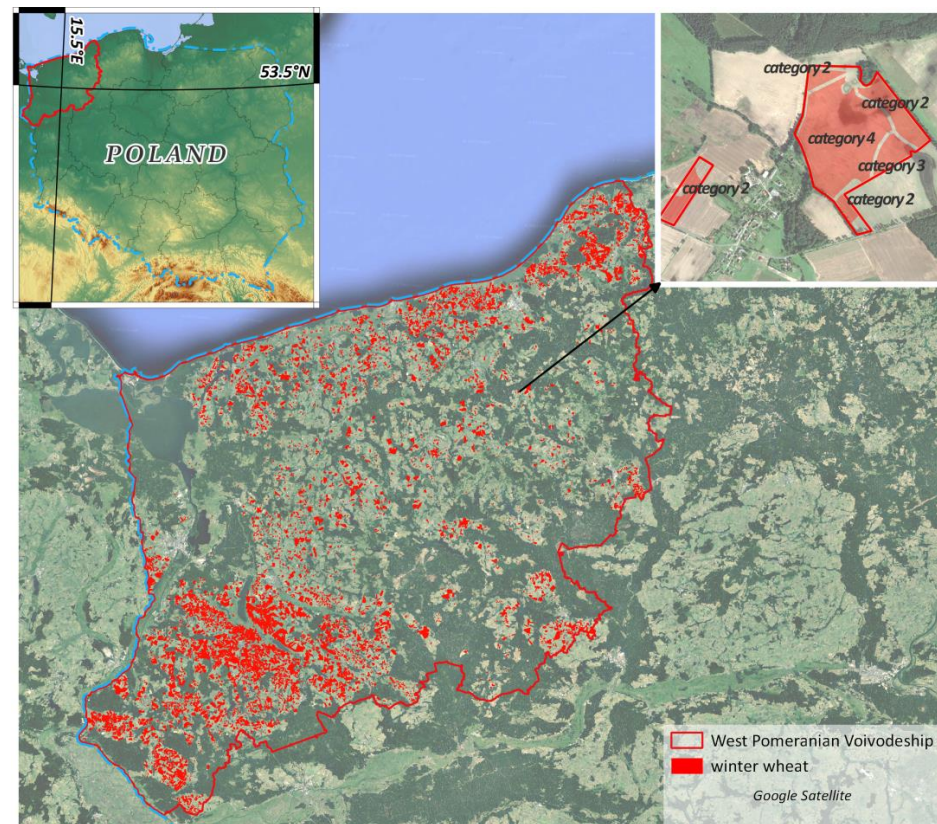 15.5°E
53.5°N
POLAND
category 2
category 2
category 4
category 3
category 2
category 2
West Pomeranian Voivodeship
winter wheat
Google Satellite